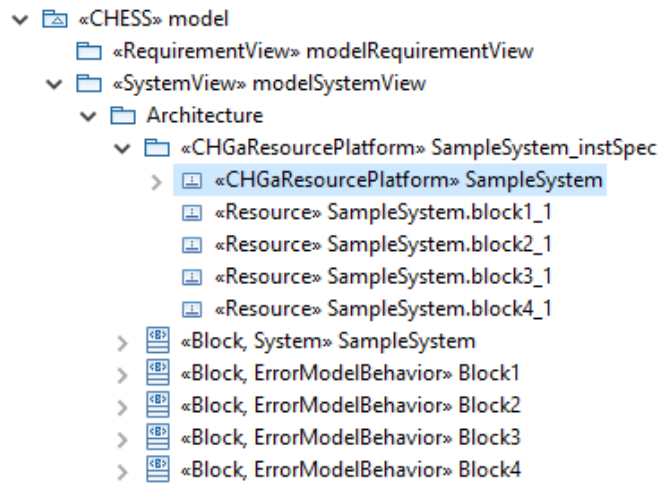 «CHESS» model
«RequirementView» modelRequirementView
«SystemView» modelSystemView
Architecture
«CHGaResourcePlatform» SampleSystem_instSpec
«CHGaResourcePlatform» SampleSystem
«Resource» SampleSystem.block1_1
«Resource» SampleSystem.block2_1
«Resource» SampleSystem.block3_1
«Resource» SampleSystem.block4_1
«Block, System» SampleSystem
«Block, ErrorModelBehavior» Block1
«Block, ErrorModelBehavior» Block2
«Block, ErrorModelBehavior» Block3
«Block, ErrorModelBehavior» Block4